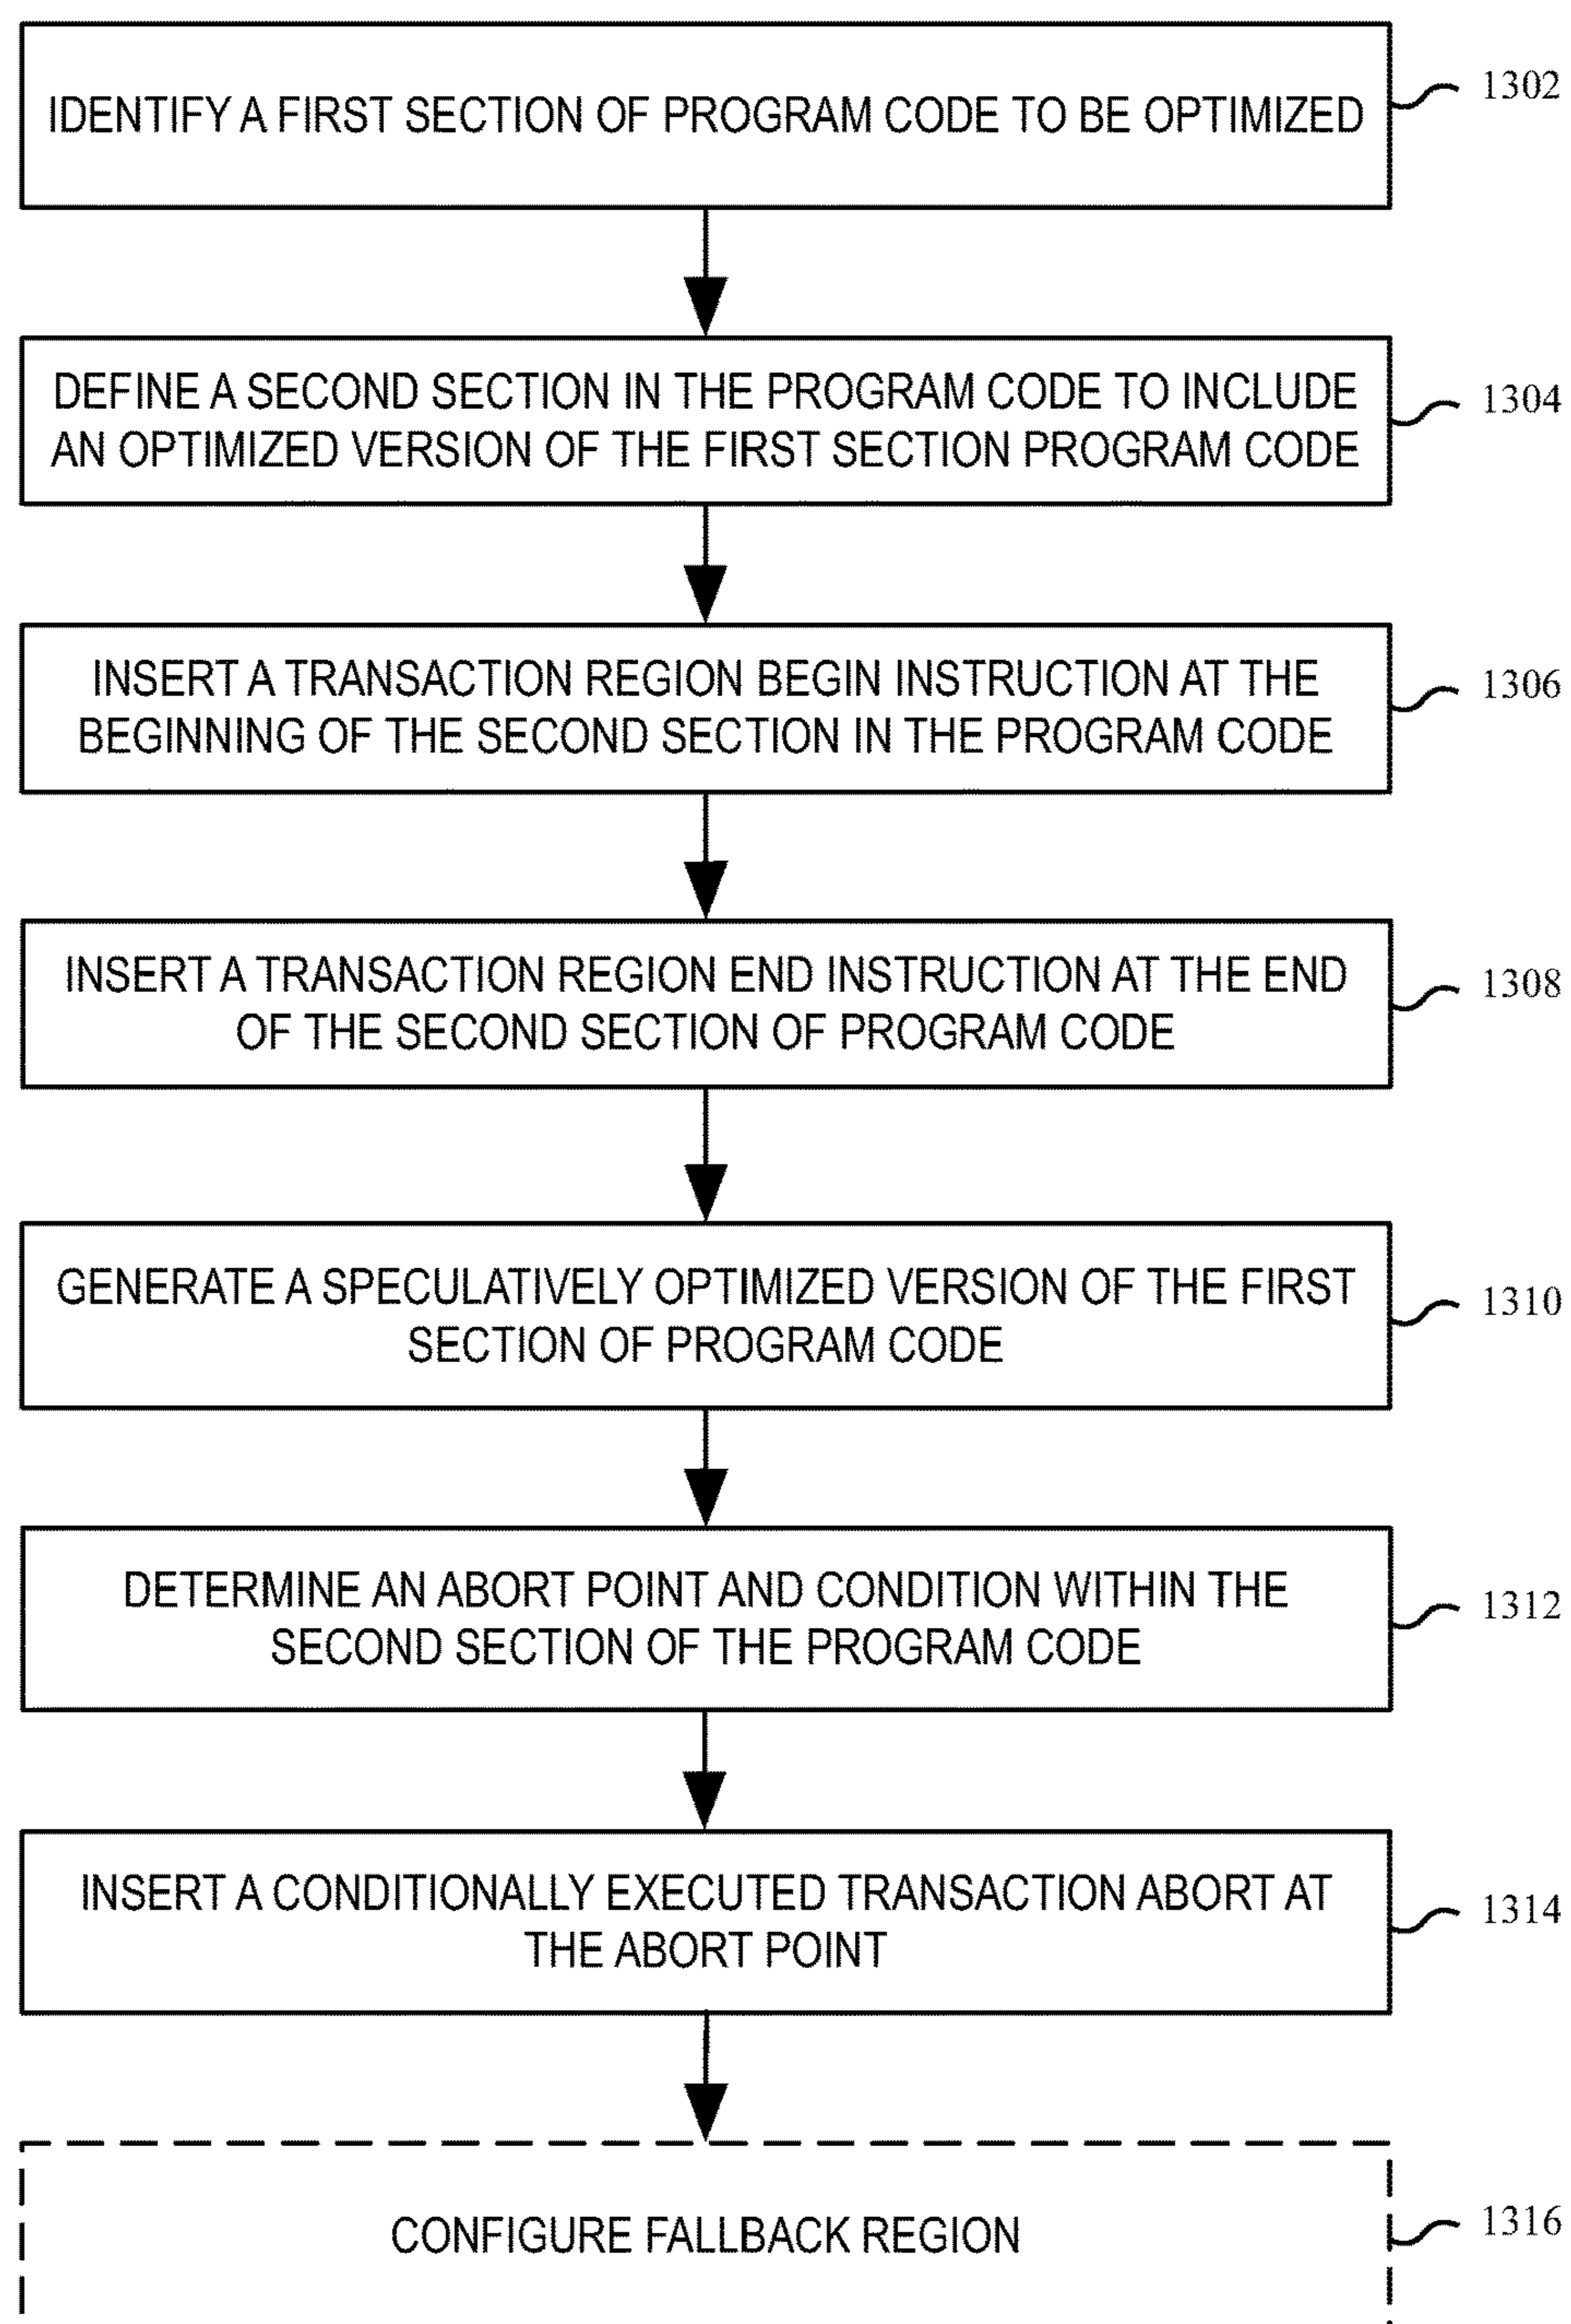 IDENTIFY A FIRST SECTION OF PROGRAM CODE TO BE OPTIMIZED
1302
DEFINE A SECOND SECTION IN THE PROGRAM CODE TO INCLUDE
AN OPTIMIZED VERSION OF THE FIRST SECTION PROGRAM CODE
1304
INSERT A TRANSACTION REGION BEGIN INSTRUCTION AT THE
BEGINNING OF THE SECOND SECTION IN THE PROGRAM CODE
1306
INSERT A TRANSACTION REGION END INSTRUCTION AT THE END
OF THE SECOND SECTION OF PROGRAM CODE
1308
GENERATE A SPECULATIVELY OPTIMIZED VERSION OF THE FIRST
SECTION OF PROGRAM CODE
1310
DETERMINE AN ABORT POINT AND CONDITION WITHIN THE
SECOND SECTION OF THE PROGRAM CODE
1312
INSERT A CONDITIONALLY EXECUTED TRANSACTION ABORT AT
THE ABORT POINT
1314
CONFIGURE FALLBACK REGION
1316